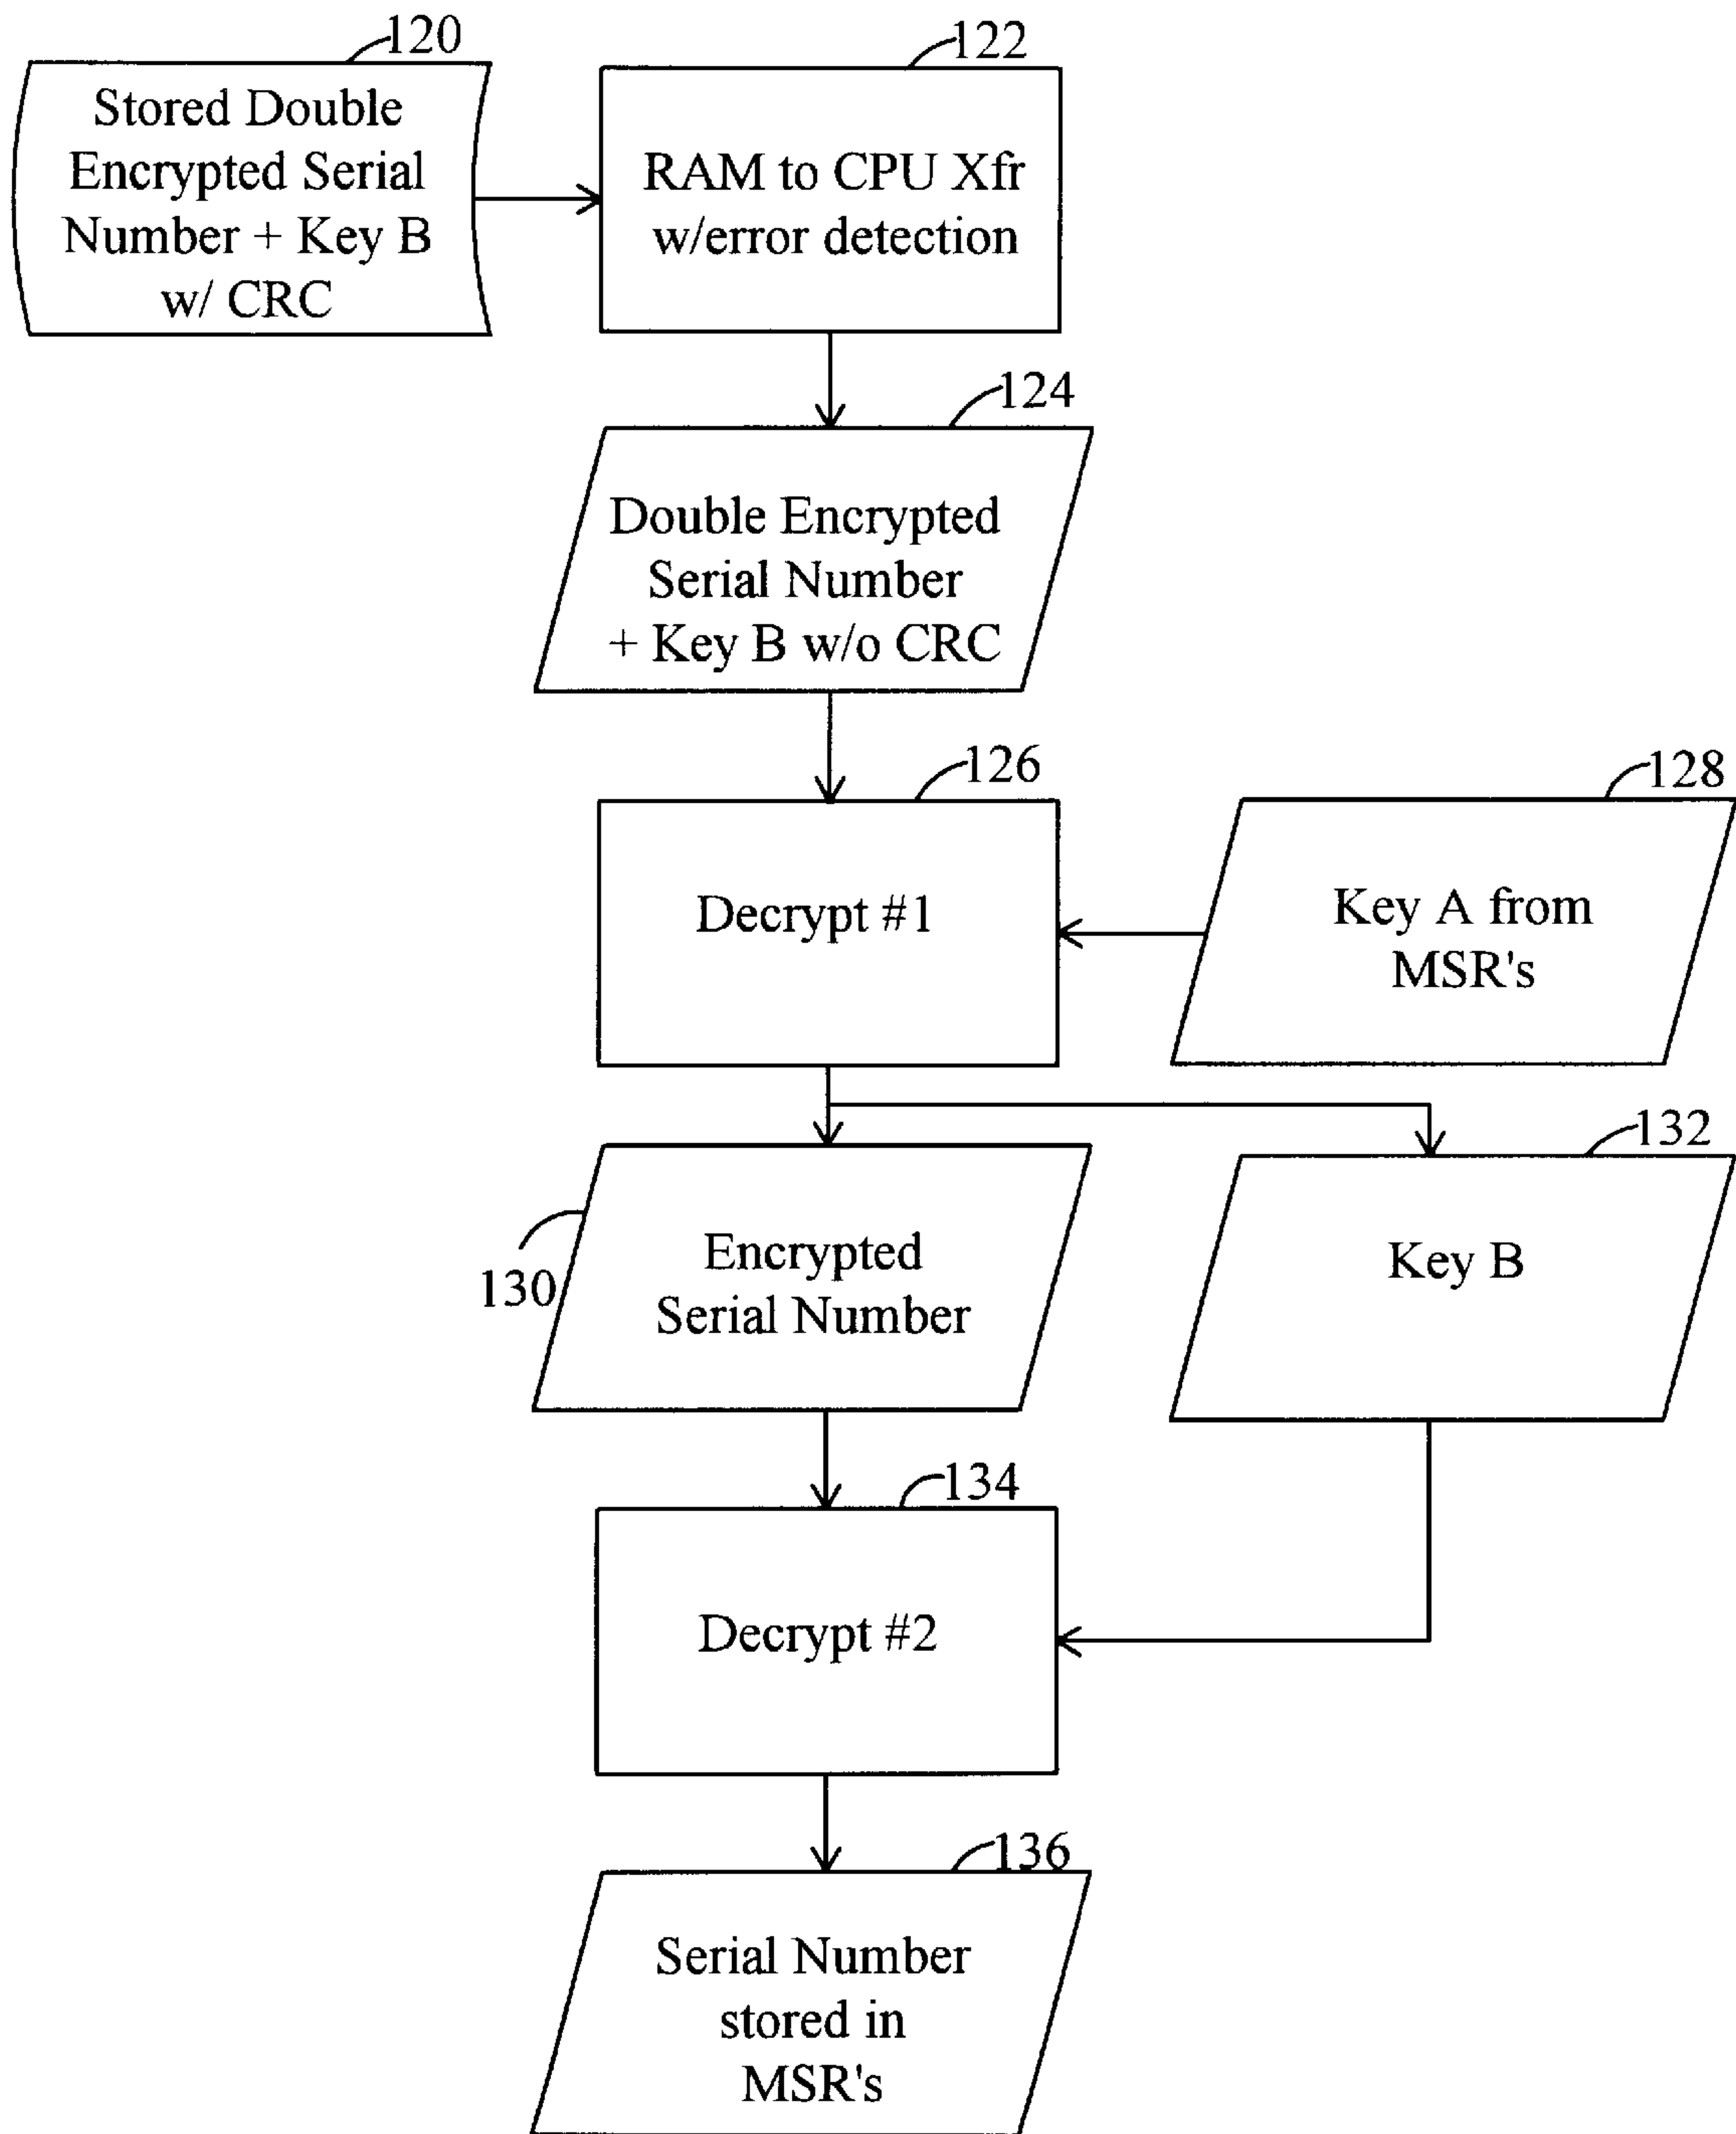 120
Stored Double
Encrypted Serial
Number + Key B
w/ CRC
122
RAM to CPU Xfr
w/error detection
124
Double Encrypted
Serial Number
+ Key B w/o CRC
126
Decrypt #1
128
Key A from
MSR's
130
Encrypted
Serial Number
132
Key B
134
Decrypt #2
136
Serial Number
stored in
MSR's